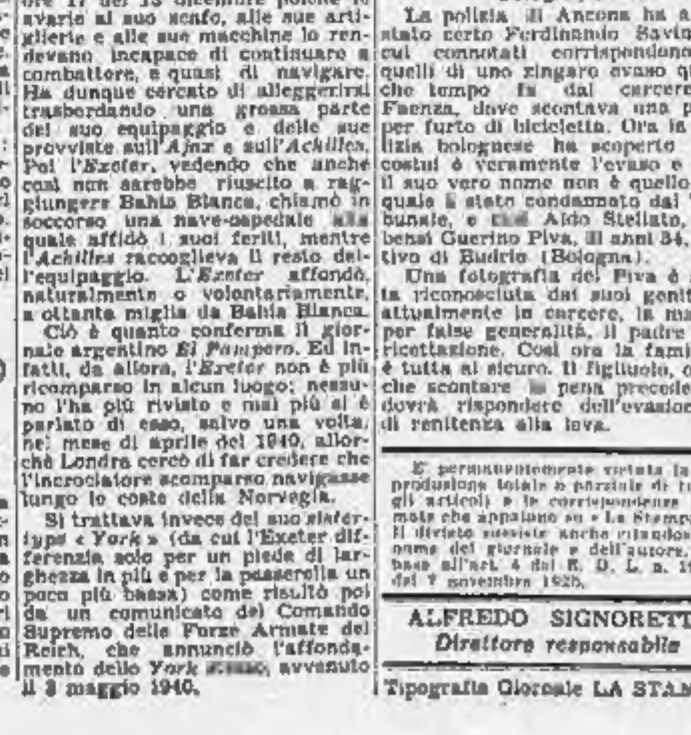 ore 17 del 13 dicembre poichè le
avarie al suo scafo, alle sue arti-
glierie e alle sue macchine lo ren-
devano incapace di continuare a
combattere, e quasi di navigare.
Ha dunque cercato di alleggerirsi
trasbordando una grossa parte
del suo equipaggio e delle sue
provviste sull'Ajax e sull'Achilles.
Poi l'Exeter, vedendo che anche
così non sarebbe riuscito a rag-
giungere Bahia Blanca, chiamò in
soccorso una nave-ospedale alla
quale affidò i suoi feriti, mentre
l'Achilles raccoglieva il resto del-
l'equipaggio. L'Exeter affondò,
naturalmente o volontariamente,
a ottanta miglia da Bahia Blanca.
Ciò è quanto conferma il gior-
nale argentino El Pampero. Ed in-
fatti, da allora, l'Exeter non è più
ricomparso in alcun luogo; nessu-
no l'ha più rivisto e mai più si è
parlato di esso, salvo una volta,
nel mese di aprile del 1940, allor-
chè Londra cercò di far credere che
l'incrociatore scomparso navigasse
lungo le coste della Norvegia.
Si trattava invece del suo sister-
type « York » (da cui l'Exeter dif-
ferenzia solo per un piede di lar-
ghezza in più e per la passerella un
poco più bassa) come risultò poi
da un comunicato del Comando
Supremo delle Forze Armate del
Reich, che annunciò l'affonda-
mento dello York avvenuto
il 3 maggio 1940.
La polizia di Ancona ha a
stato certo Ferdinando Savin
cui connotati corrispondono
quelli di uno zingaro evaso q
che tempo fa dal carcere
Faenza, dove scontava una p
per furto di bicicletta. Ora la
lizia bolognese ha scoperto
costui è veramente l'evaso e
il suo vero nome non è quello
quale è stato condannato dal
bunale, e Aldo Stellato,
bensì Guerino Piva, di anni 34,
tivo di Budrio (Bologna).
Una fotografia del Piva è
ta riconosciuta dai suoi genit
attualmente in carcere, la ma
per false generalità, il padre
ricettazione. Così ora la fami
è tutta al sicuro. Il figliuolo, o
che scontare la pena precede
dovrà rispondere dell'evasion
di renitenza alla leva.
E' permanentemente vietata la
produzione totale o parziale di tu
gli articoli e le corrispondenze
mate che appaiono su « La Stamp
Il divieto sussiste anche citandos
nome del giornale e dell'autore.
base all'art. 4 del R. D. L. n. 19
del 7 novembre 1925.
ALFREDO SIGNORETT
Direttore responsabile
Tipografia Giornale LA STAM